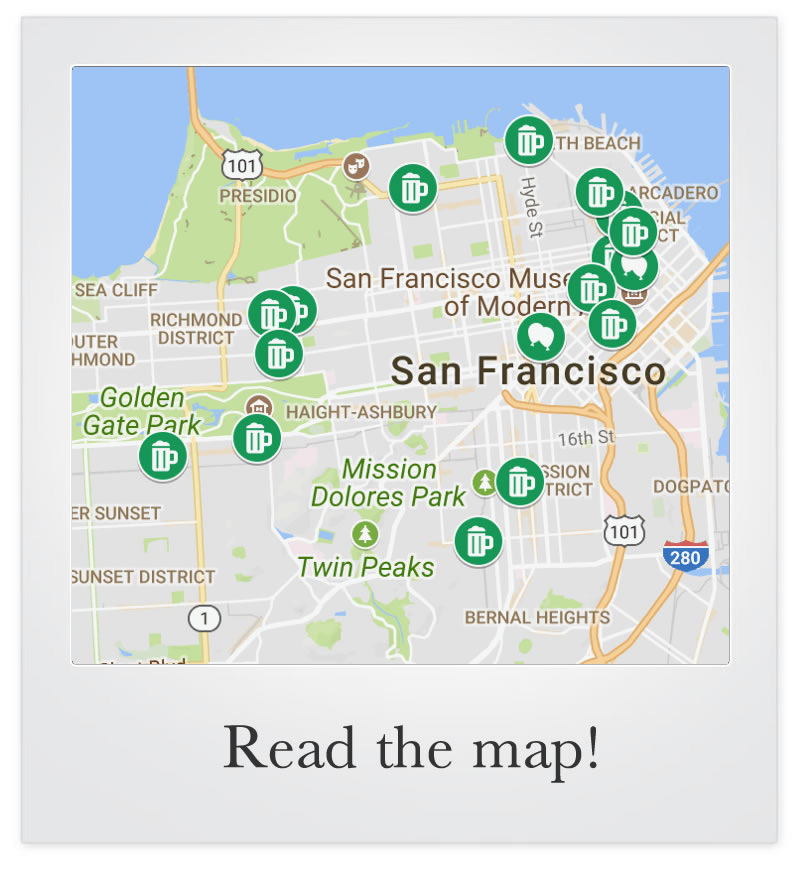 TH BEACH
101
PRESIDIO
Hyde St
ARCADERO
CIAL
CT
San Francisco Muse
of Modern A
SEA CLIFF
RICHMOND
DISTRICT
OUTER
HMOND
San Francisco
Golden
Gate Park
HAIGHT-ASHBURY
16th St
Mission
Dolores Park
SSION
TRICT
DOGPATC
ER SUNSET
101
280
Twin Peaks
SUNSET DISTRICT
1
BERNAL HEIGHTS
Read the map!